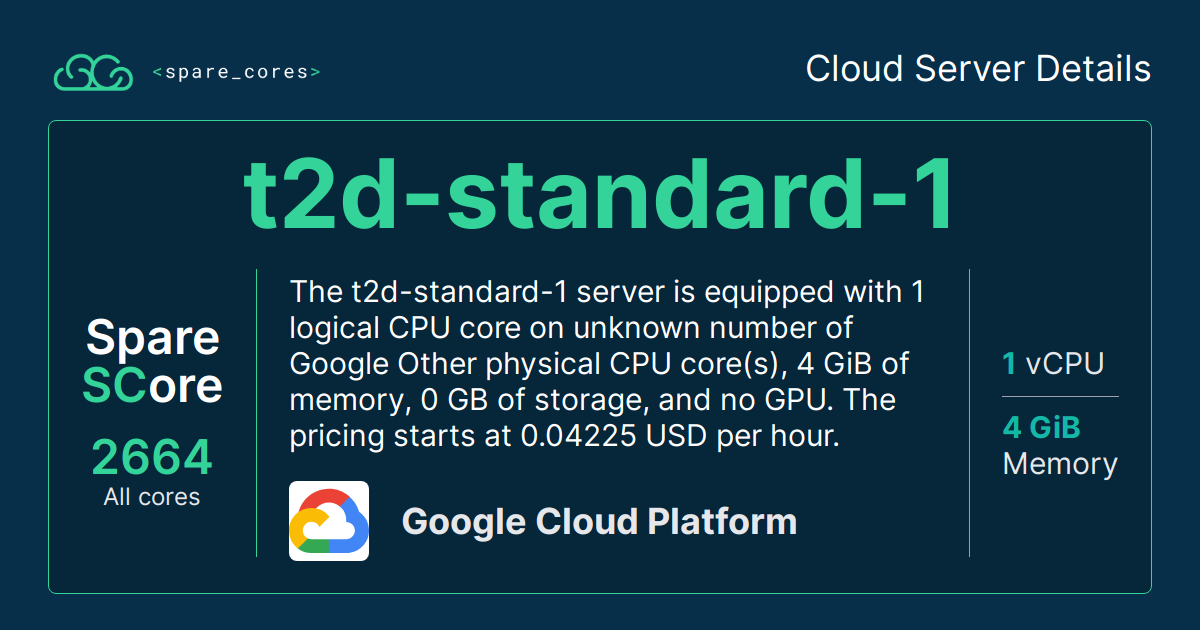 <spare_cores>
Cloud Server Details
t2d-standard-1
Spare
SCore
2664
All cores
The t2d-standard-1 server is equipped with 1
logical CPU core on unknown number of
Google Other physical CPU core(s), 4 GiB of
memory, 0 GB of storage, and no GPU. The
pricing starts at 0.04225 USD per hour.
Google Cloud Platform
1 vCPU
4 GiB
Memory